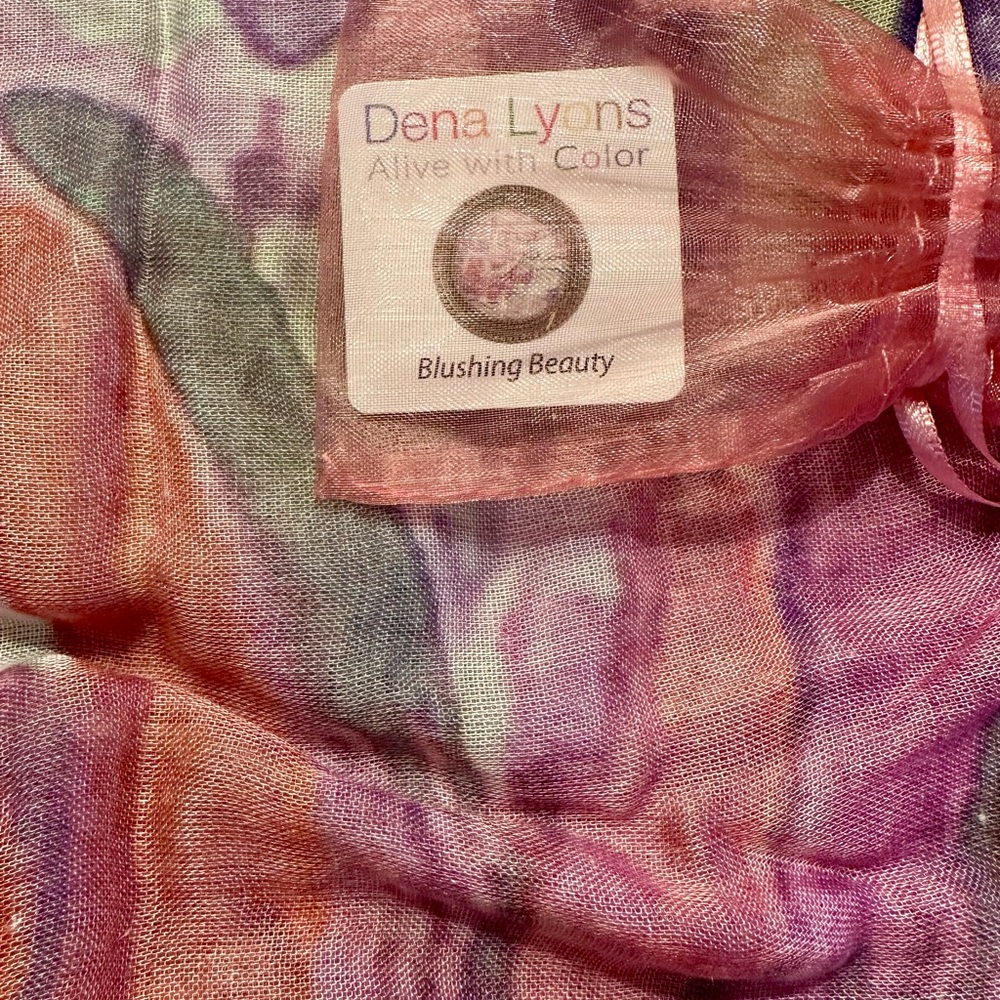 Dena Lyons
Alive with Color
Blushing Beauty